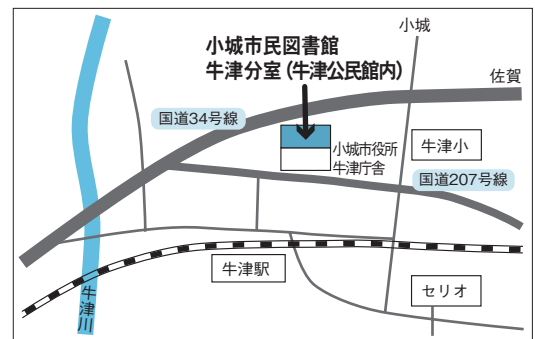 小城
小城市民図書館
牛津分室(牛津公民館内)
佐賀
国道34号線
小城市役所
牛津庁舎
牛津小
国道207号線
牛津駅
セリオ
牛津川